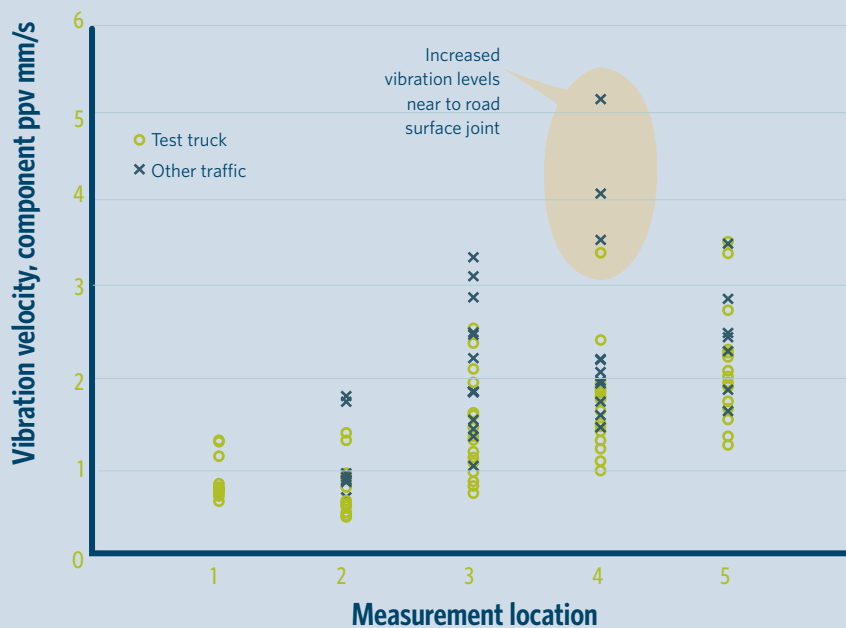 Vibration velocity, component ppv mm/s
6
5
4
3
2
1
0
Test truck
Other traffic
Increased
vibration levels
near to road
surface joint
1
2
3
4
5
Measurement location